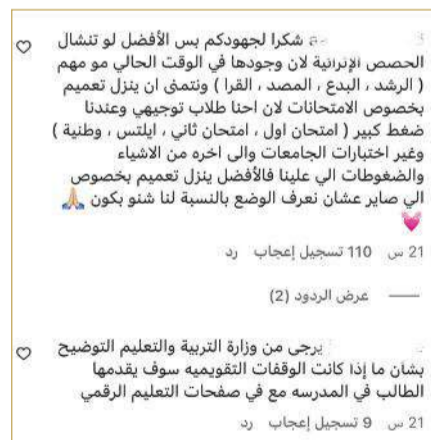 شكرا لجهودكم بس الأفضل لو تنشال
الحصص الإثرائية لان وجودها في الوقت الحالي مو مهم
( الرشد ، البدع ، المصد ، القرا ) ونتمنى ان ينزل تعميم
بخصوص الامتحانات لان احنا طلاب توجيهي وعندنا
ضغط كبير ( امتحان اول ، امتحان ثاني ، ايلتس ، وطنية )
وغير اختبارات الجامعات والى اخره من الاشياء
والضغوطات الي علينا فالأفضل ينزل تعميم بخصوص
الي صاير عشان نعرف الوضع بالنسبة لنا شنو بكون 🙏🏼
💓
21 س 110 تسجيل إعجاب رد
عرض الردود (2)
يرجى من وزارة التربية والتعليم التوضيح
بشأن ما إذا كانت الوقفات التقويميه سوف يقدمها
الطالب في المدرسه مع في صفحات التعليم الرقمي
21 س 9 تسجيل إعجاب رد